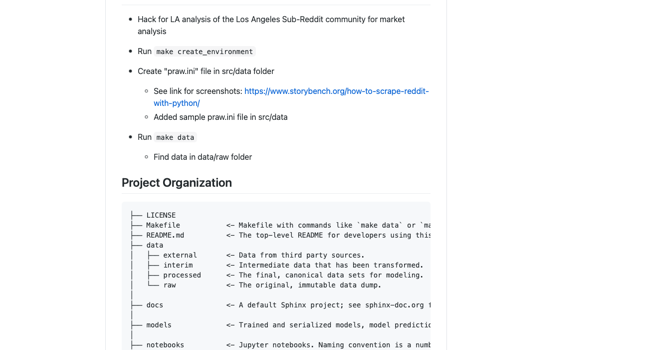 Hack for LA analysis of the Los Angeles Sub-Reddit community for market
analysis
Run make create_environment
Create "praw.ini" file in src/data folder
See link for screenshots: https://www.storybench.org/how-to-scrape-reddit-
with-python/
Added sample praw.ini file in src/data
Run make data
Find data in data/raw folder
Project Organization
├── LICENSE
├── Makefile <- Makefile with commands like `make data` or `ma
├── README.md <- The top-level README for developers using this
├── data
│   ├── external <- Data from third party sources.
│   ├── interim <- Intermediate data that has been transformed.
│   ├── processed <- The final, canonical data sets for modeling.
│   └── raw <- The original, immutable data dump.
│
├── docs <- A default Sphinx project; see sphinx-doc.org
│
├── models <- Trained and serialized models, model predictio
│
├── notebooks <- Jupyter notebooks. Naming convention is a numb